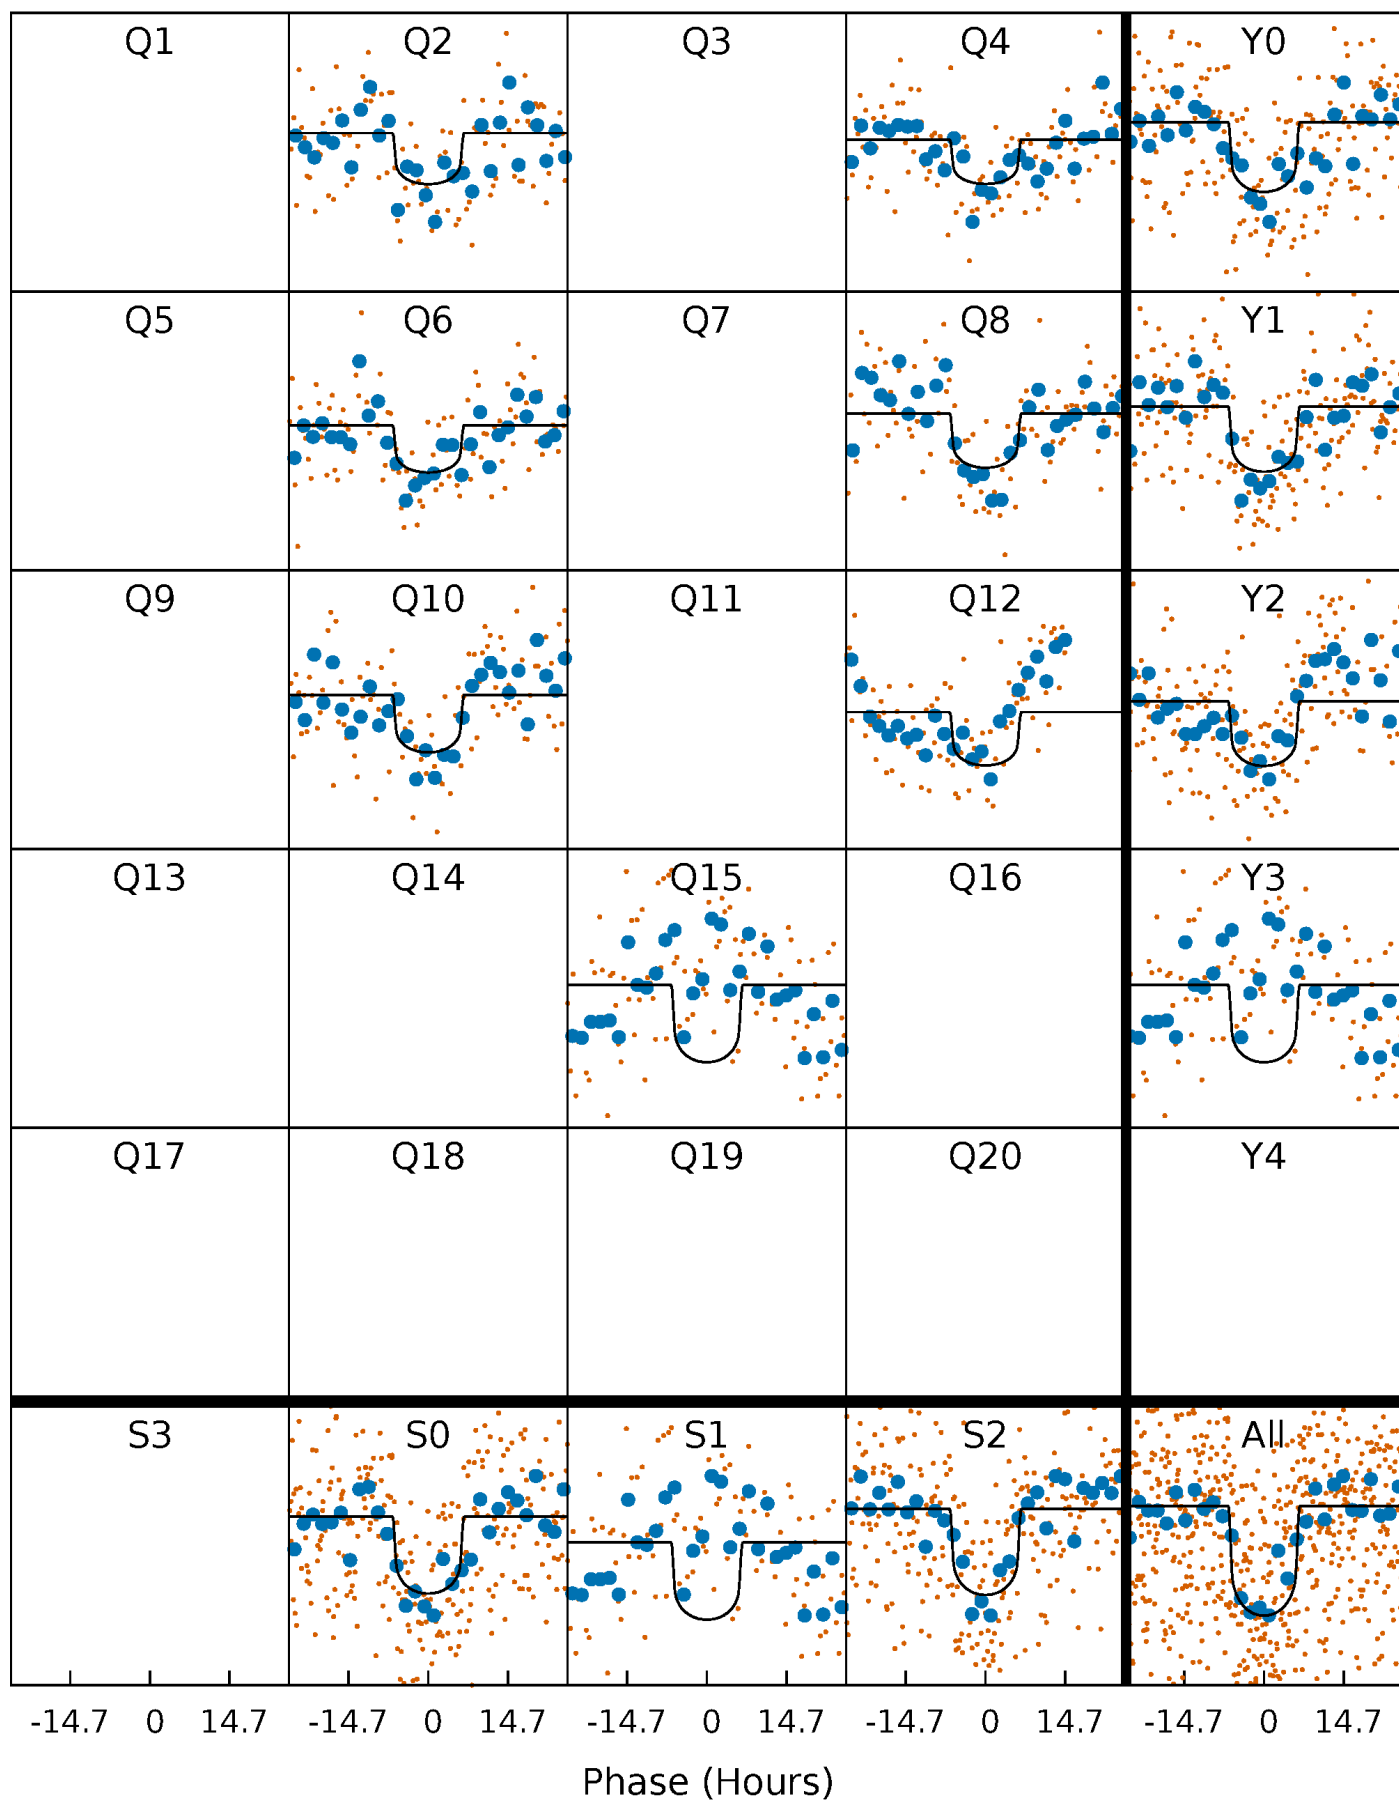 Q1 Q2 Q3 Q4 Y0
Q5 Q6 Q7 Q8 Y1
Q9 Q10 Q11 Q12 Y2
Q13 Q14 Q15 Q16 Y3
Q17 Q18 Q19 Q20 Y4
S3 S0 S1 S2 All
-14.7 0 14.7 -14.7 0 14.7 -14.7 0 14.7 -14.7 0 14.7 -14.7 0 14.7
Phase (Hours)